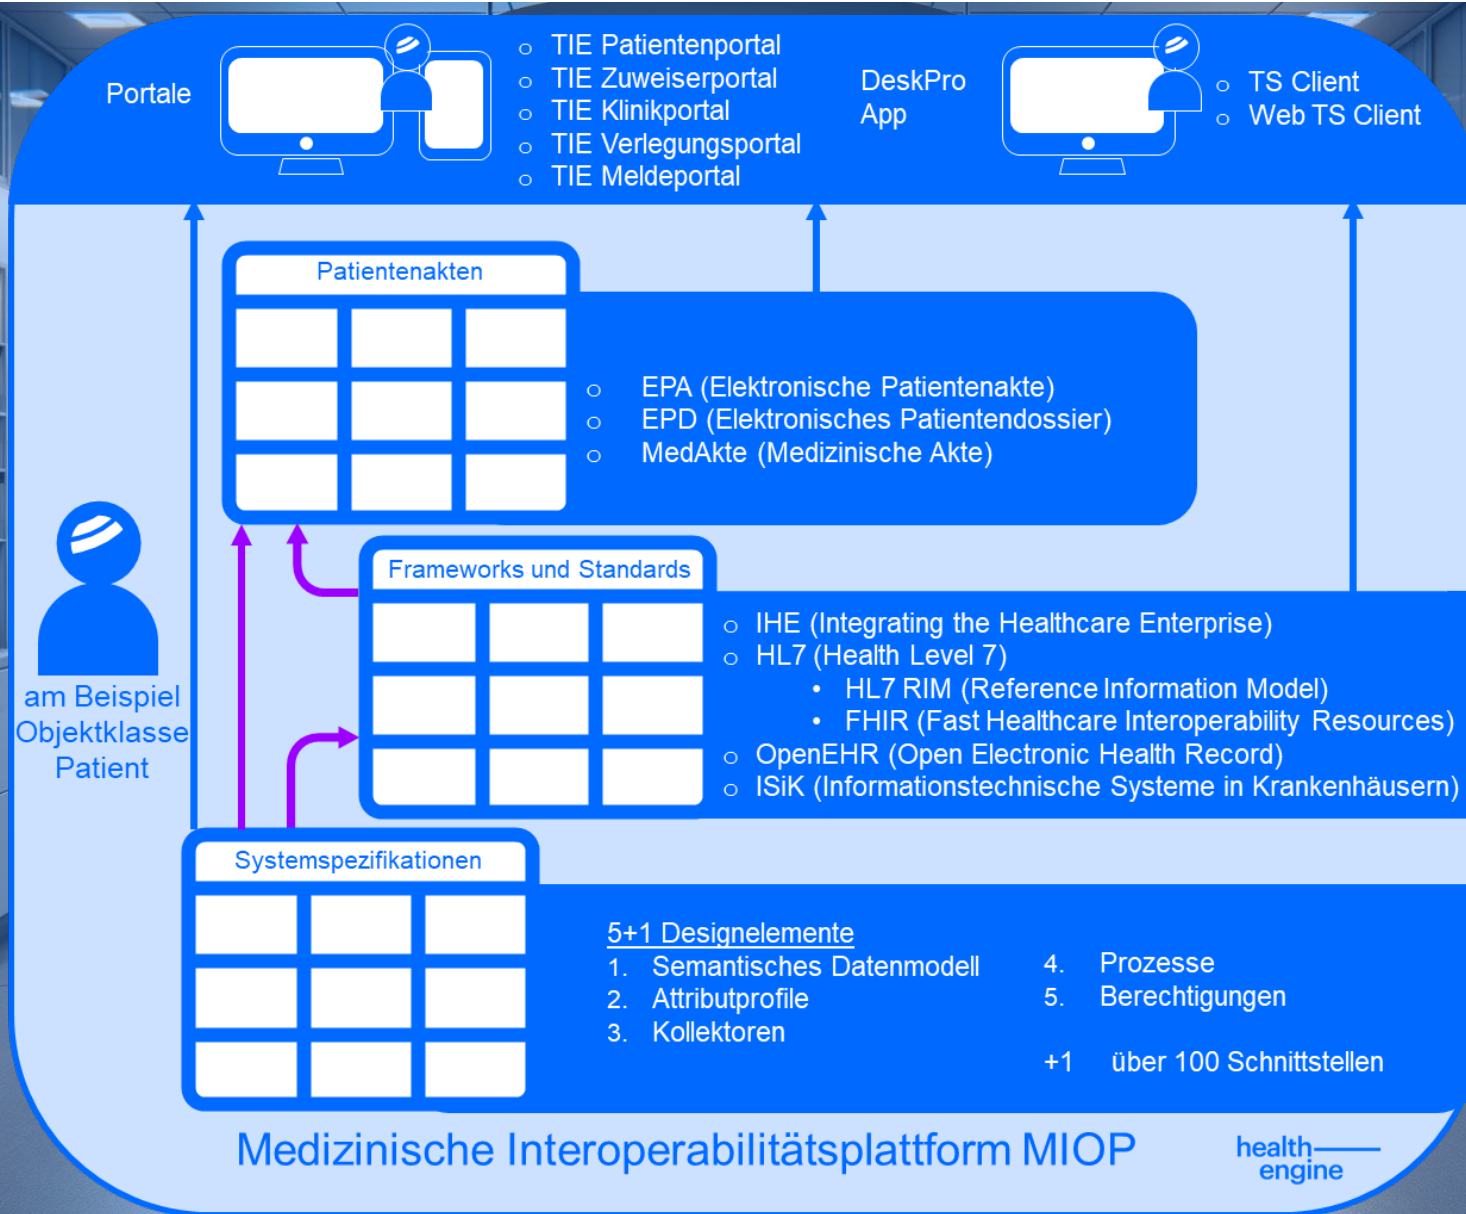 Portale
TIE Patientenportal
TIE Zuweiserportal
TIE Klinikportal
TIE Verlegungsportal
TIE Meldeportal
DeskPro
App
TS Client
Web TS Client
Patientenakten
EPA (Elektronische Patientenakte)
EPD (Elektronisches Patientendossier)
MedAkte (Medizinische Akte)
am Beispiel
Objektklasse
Patient
Frameworks und Standards
IHE (Integrating the Healthcare Enterprise)
HL7 (Health Level 7)
HL7 RIM (Reference Information Model)
FHIR (Fast Healthcare Interoperability Resources)
OpenEHR (Open Electronic Health Record)
ISiK (Informationstechnische Systeme in Krankenhäusern)
Systemspezifikationen
5+1 Designelemente
1. Semantisches Datenmodell
2. Attributprofile
3. Kollektoren
4. Prozesse
5. Berechtigungen
+1 über 100 Schnittstellen
Medizinische Interoperabilitätsplattform MIOP
health
engine